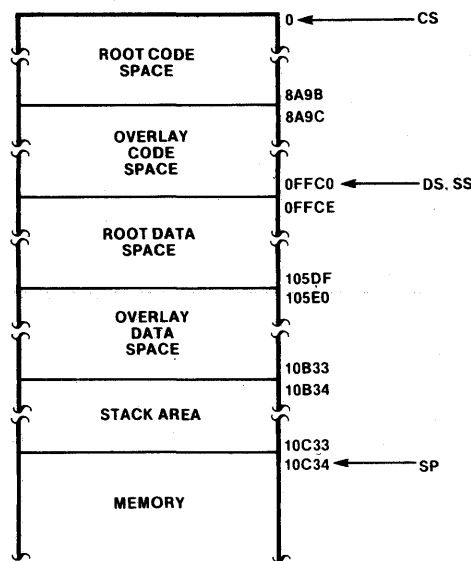 0 CS
ROOT CODE
SPACE
8A9B
8A9C
OVERLAY
CODE
SPACE
0FFC0 DS, SS
0FFCE
ROOT DATA
SPACE
105DF
105E0
OVERLAY
DATA
SPACE
10B33
10B34
STACK AREA
10C33
10C34 SP
MEMORY